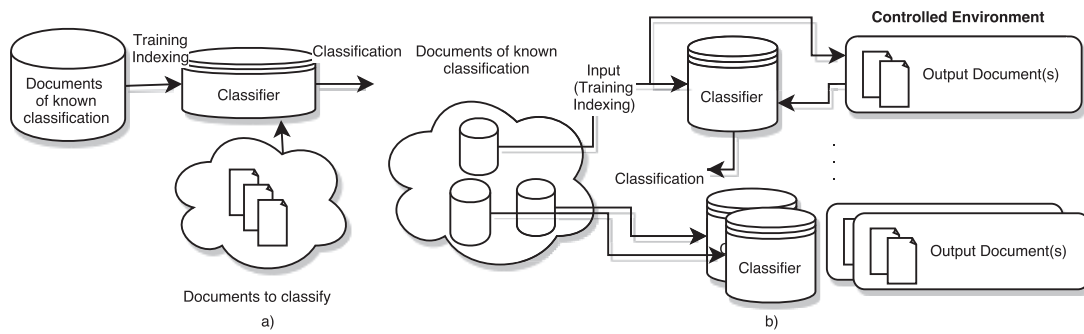 Training
Indexing
Documents
of known
classification
Classifier
Classification
Documents to classify
a)
Documents of known
classification
Input
(Training
Indexing)
Classifier
Classification
Controlled Environment
Output Document(s)
.
.
.
C
Classifier
Output Document(s)
b)